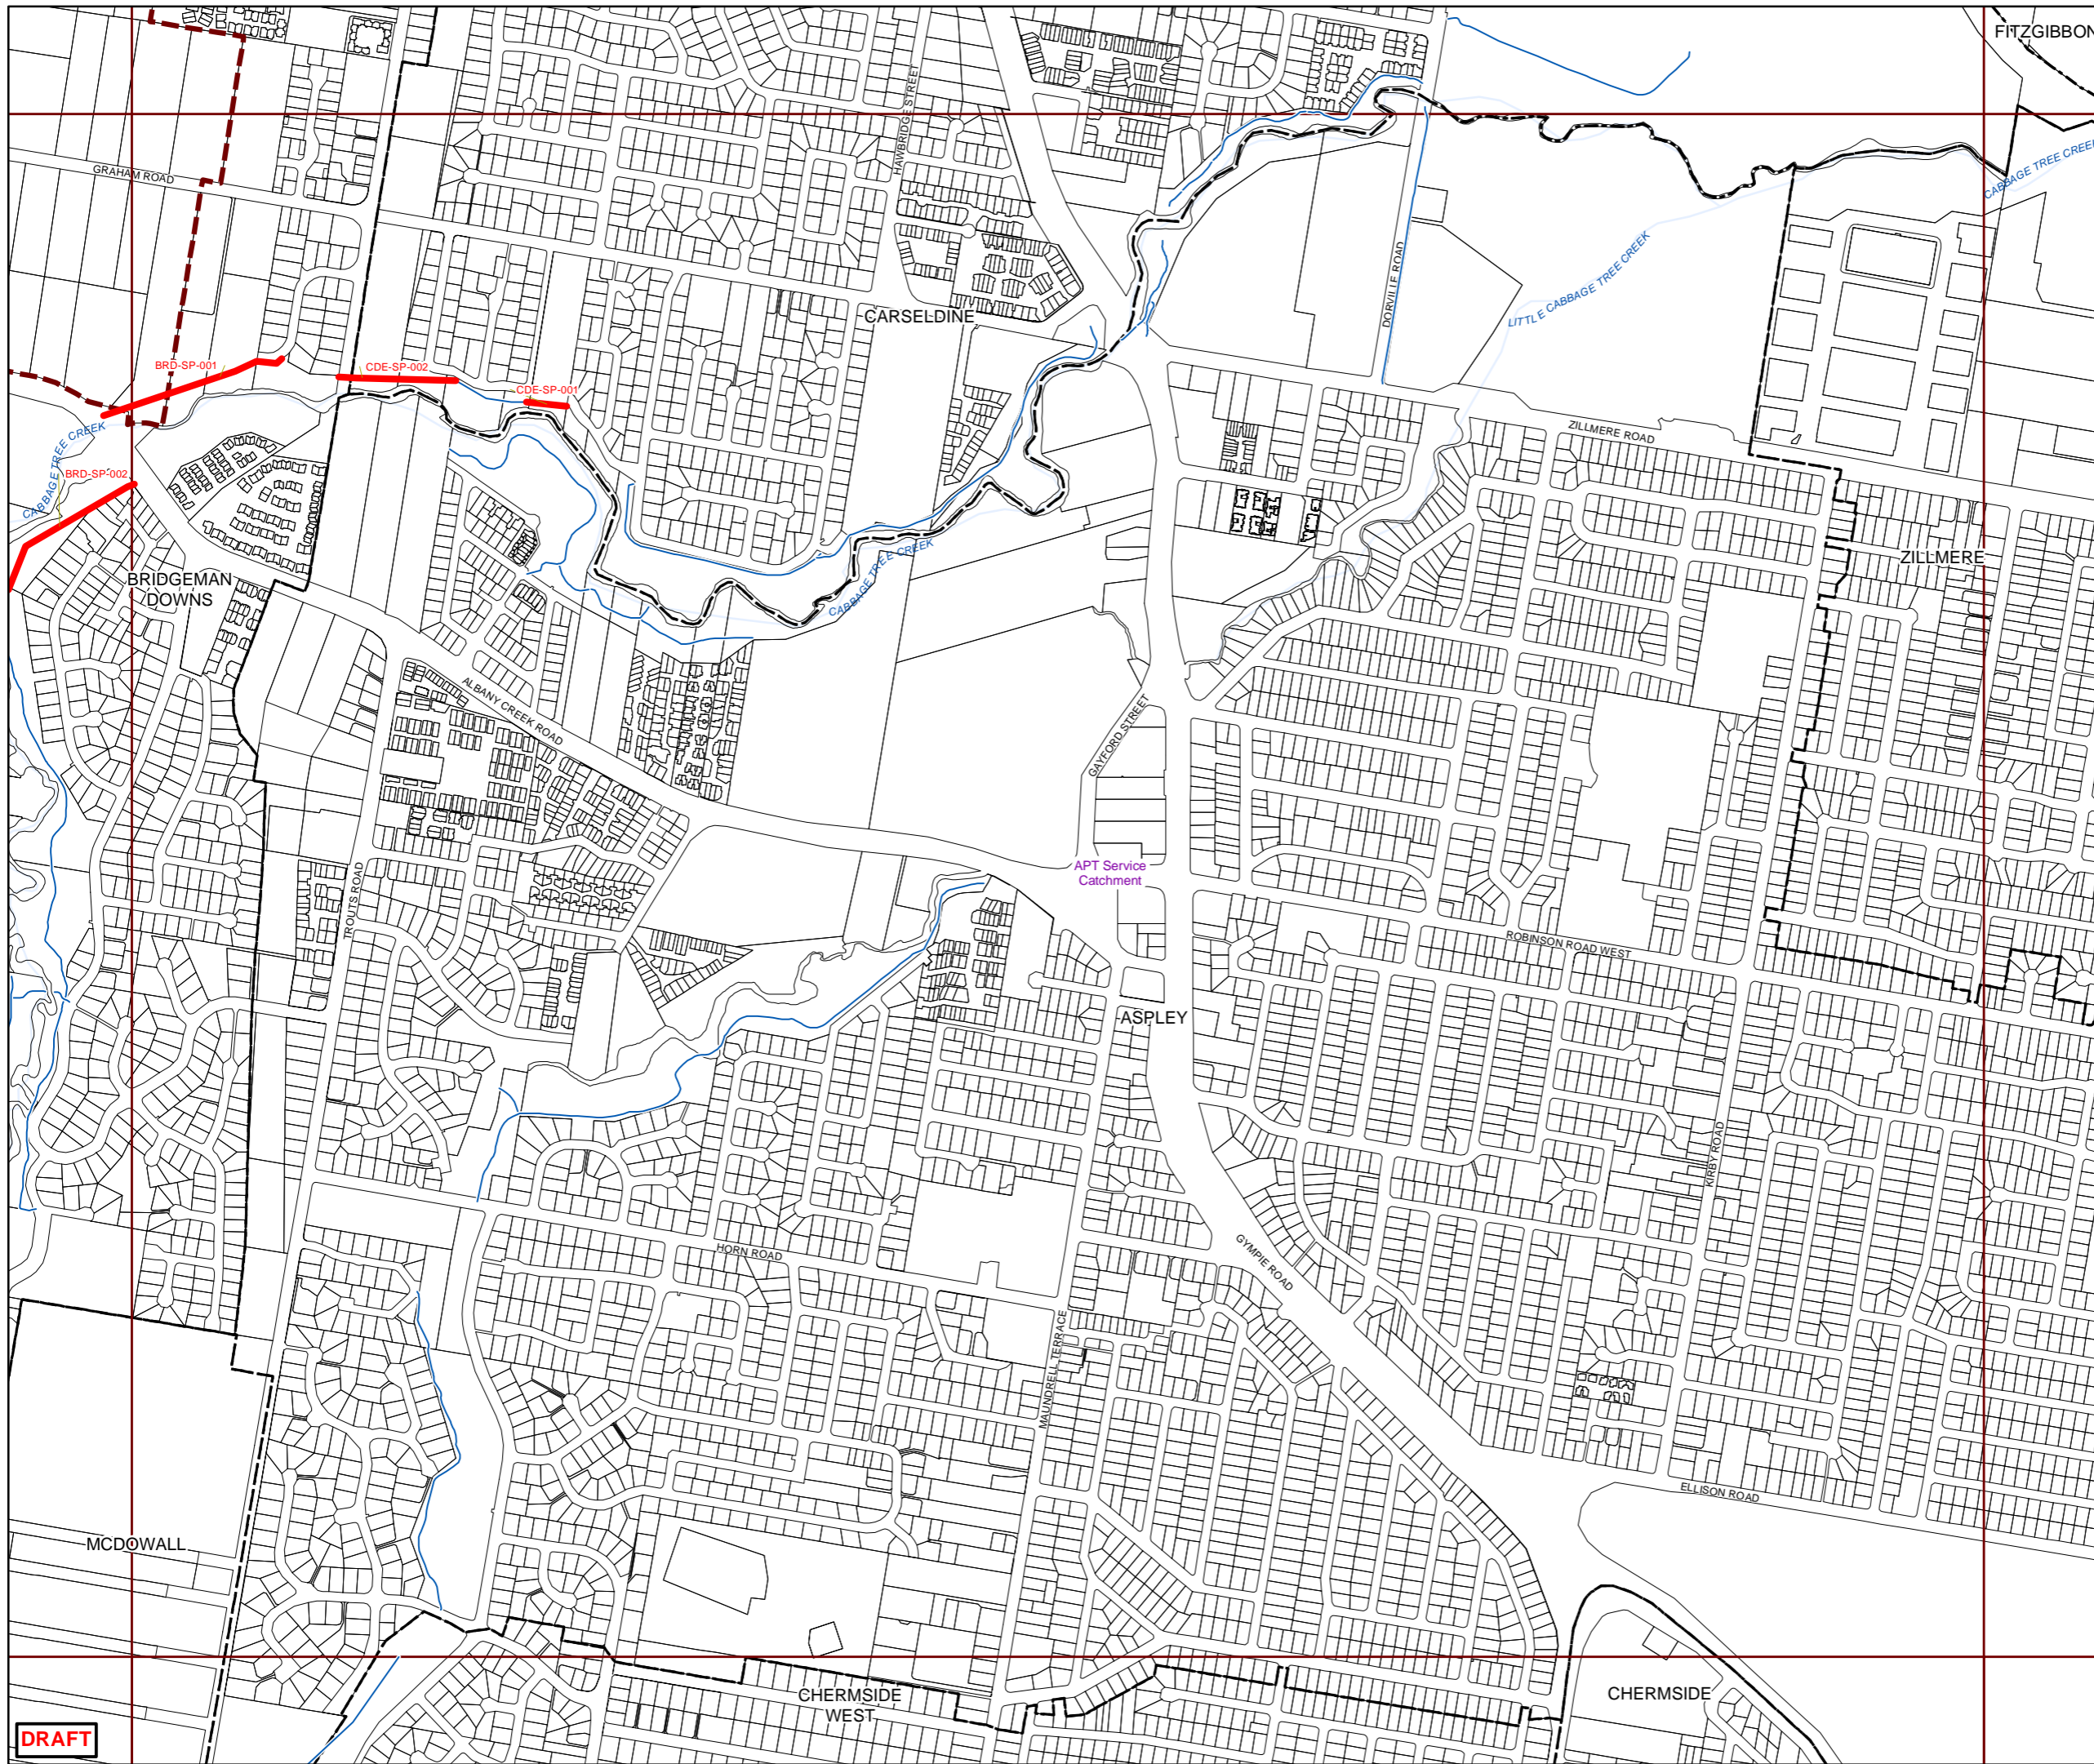 FITZGIBBON
HAWBRIDGE STREET
GRAHAM ROAD
CABBAGE TREE CREEK
DORVILLE ROAD
LITTLE CABBAGE TREE CREEK
CARSELDINE
BRD-SP-001
CDE-SP-002
CDE-SP-001
ZILLMERE ROAD
CABBAGE TREE CREEK
BRD-SP-002
CABBAGE TREE CREEK
ZILLMERE
BRIDGEMAN
DOWNS
ALBANY CREEK ROAD
GAYFORD STREET
APT Service
Catchment
TROUTS ROAD
ROBINSON ROAD WEST
ASPLEY
KIRBY ROAD
HORN ROAD
GYMPIE ROAD
MAUNDRELL TERRACE
ELLISON ROAD
MCDOWALL
CHERMSIDE
WEST
CHERMSIDE
DRAFT